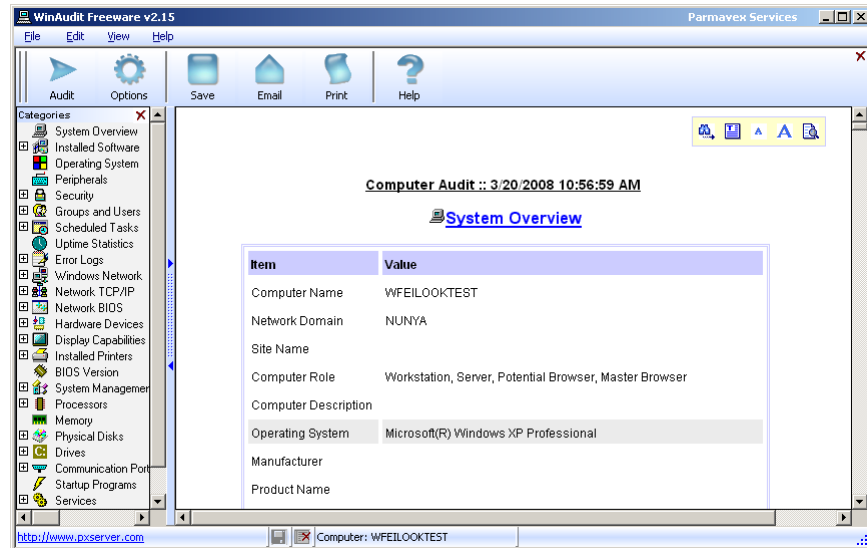 WinAudit Freeware v2.15 Parmavex Services
File Edit View Help
Audit Options Save Email Print Help
Categories
System Overview
Installed Software
Operating System
Peripherals
Security
Groups and Users
Scheduled Tasks
Uptime Statistics
Error Logs
Windows Network
Network TCP/IP
Network BIOS
Hardware Devices
Display Capabilities
Installed Printers
BIOS Version
System Managemer
Processors
Memory
Physical Disks
C: Drives
Communication Port
Startup Programs
Services
A A
Computer Audit :: 3/20/2008 10:56:59 AM
System Overview
Item Value
Computer Name WFEILOOKTEST
Network Domain NUNYA
Site Name
Computer Role Workstation, Server, Potential Browser, Master Browser
Computer Description
Operating System Microsoft(R) Windows XP Professional
Manufacturer
Product Name
http://www.pxserver.com Computer: WFEILOOKTEST